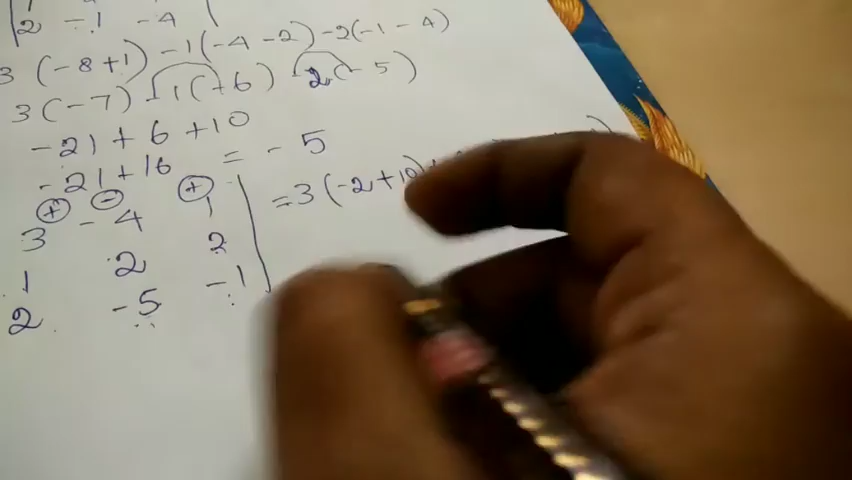 2 -1 -4
3 (-8+1) -1(-4-2) -2(-1-4)
3(-7) -1(+6) -2(-5)
-21 + 6 +10
-21+16 = -5
+ - +
3 -4 1 =3(-2+10)
1 2 2
2 -5 -1